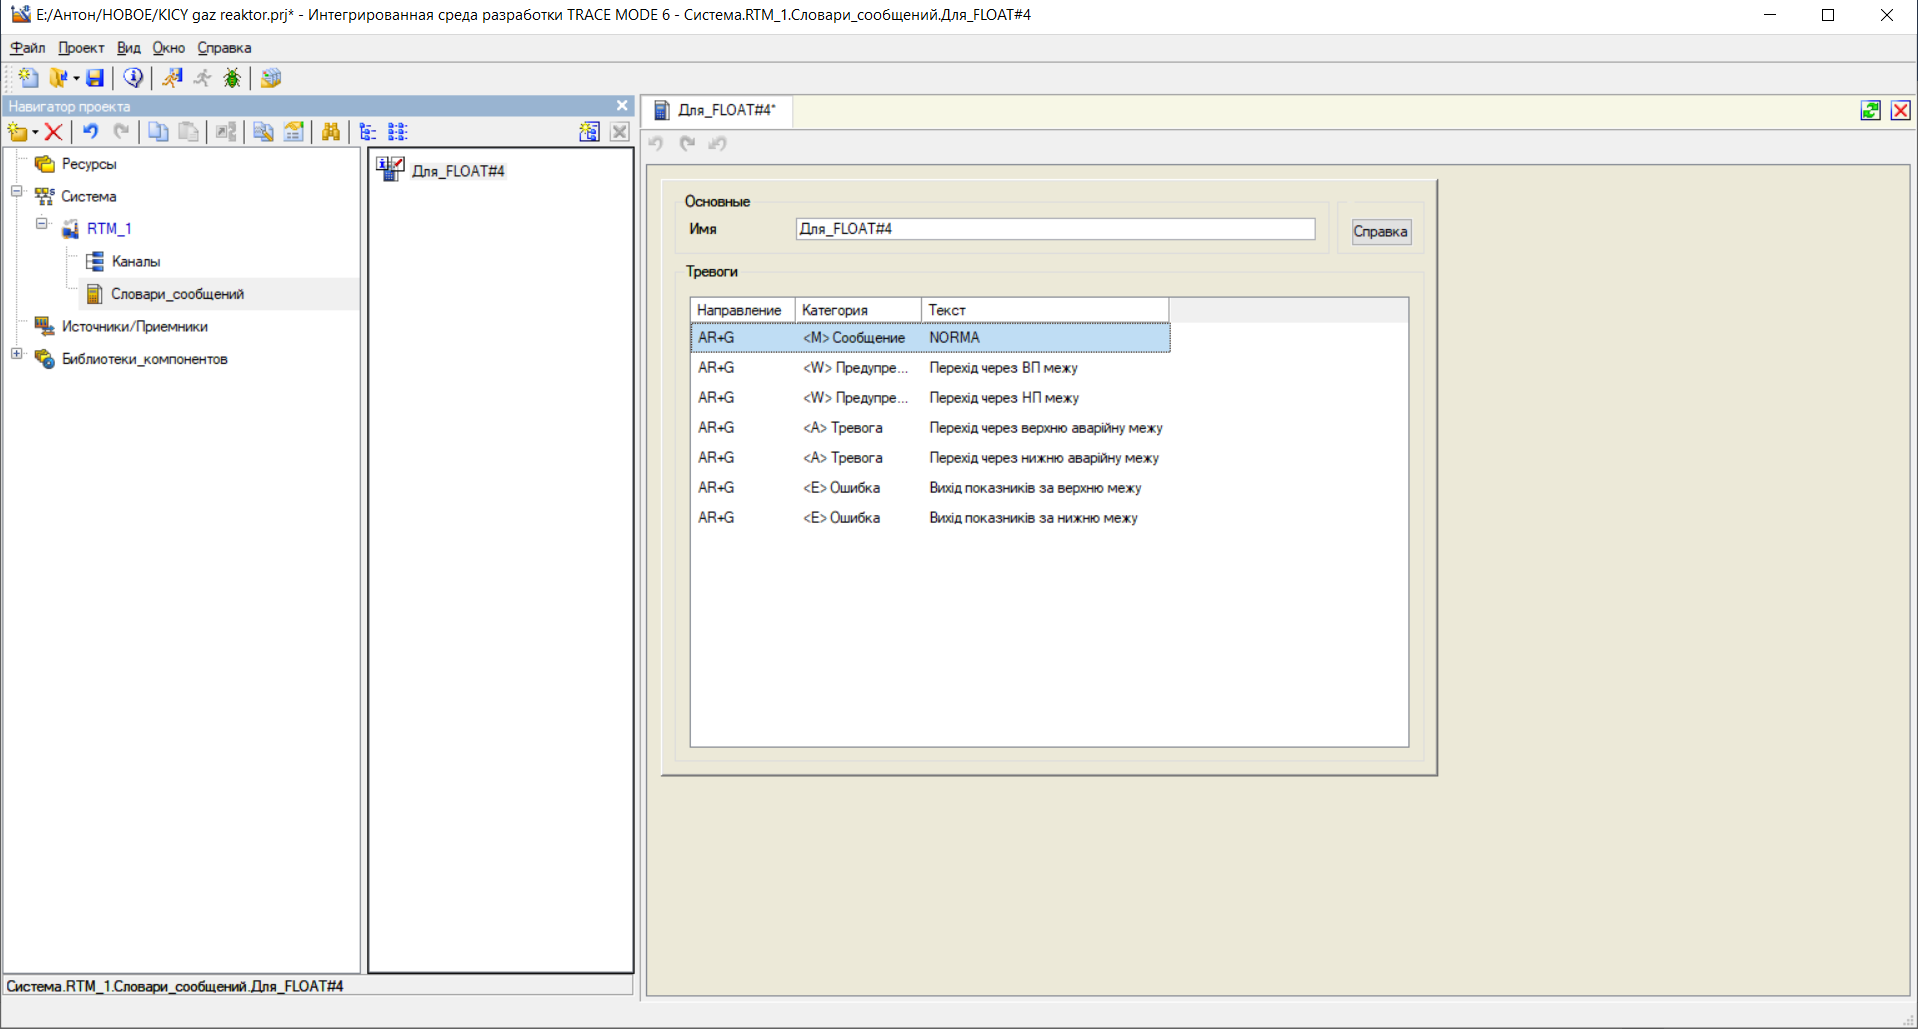 E:/Антон/НОВОЕ/KICY gaz reaktor.prj* - Интегрированная среда разработки TRACE MODE 6 - Система.RTM_1.Словари_сообщений.Для_FLOAT#4
Файл Проект Вид Окно Справка
Навигатор проекта
Ресурсы
Система
RTM_1
Каналы
Словари_сообщений
Источники/Приемники
Библиотеки_компонентов
Для_FLOAT#4
Система.RTM_1.Словари_сообщений.Для_FLOAT#4
Для_FLOAT#4*
Основные
Имя Для_FLOAT#4
Справка
Тревоги
Направление Категория Текст
AR+G <M> Сообщение NORMA
AR+G <W> Предупре... Перехід через ВП межу
AR+G <W> Предупре... Перехід через НП межу
AR+G <A> Тревога Перехід через верхню аварійну межу
AR+G <A> Тревога Перехід через нижню аварійну межу
AR+G <E> Ошибка Вихід показників за верхню межу
AR+G <E> Ошибка Вихід показників за нижню межу